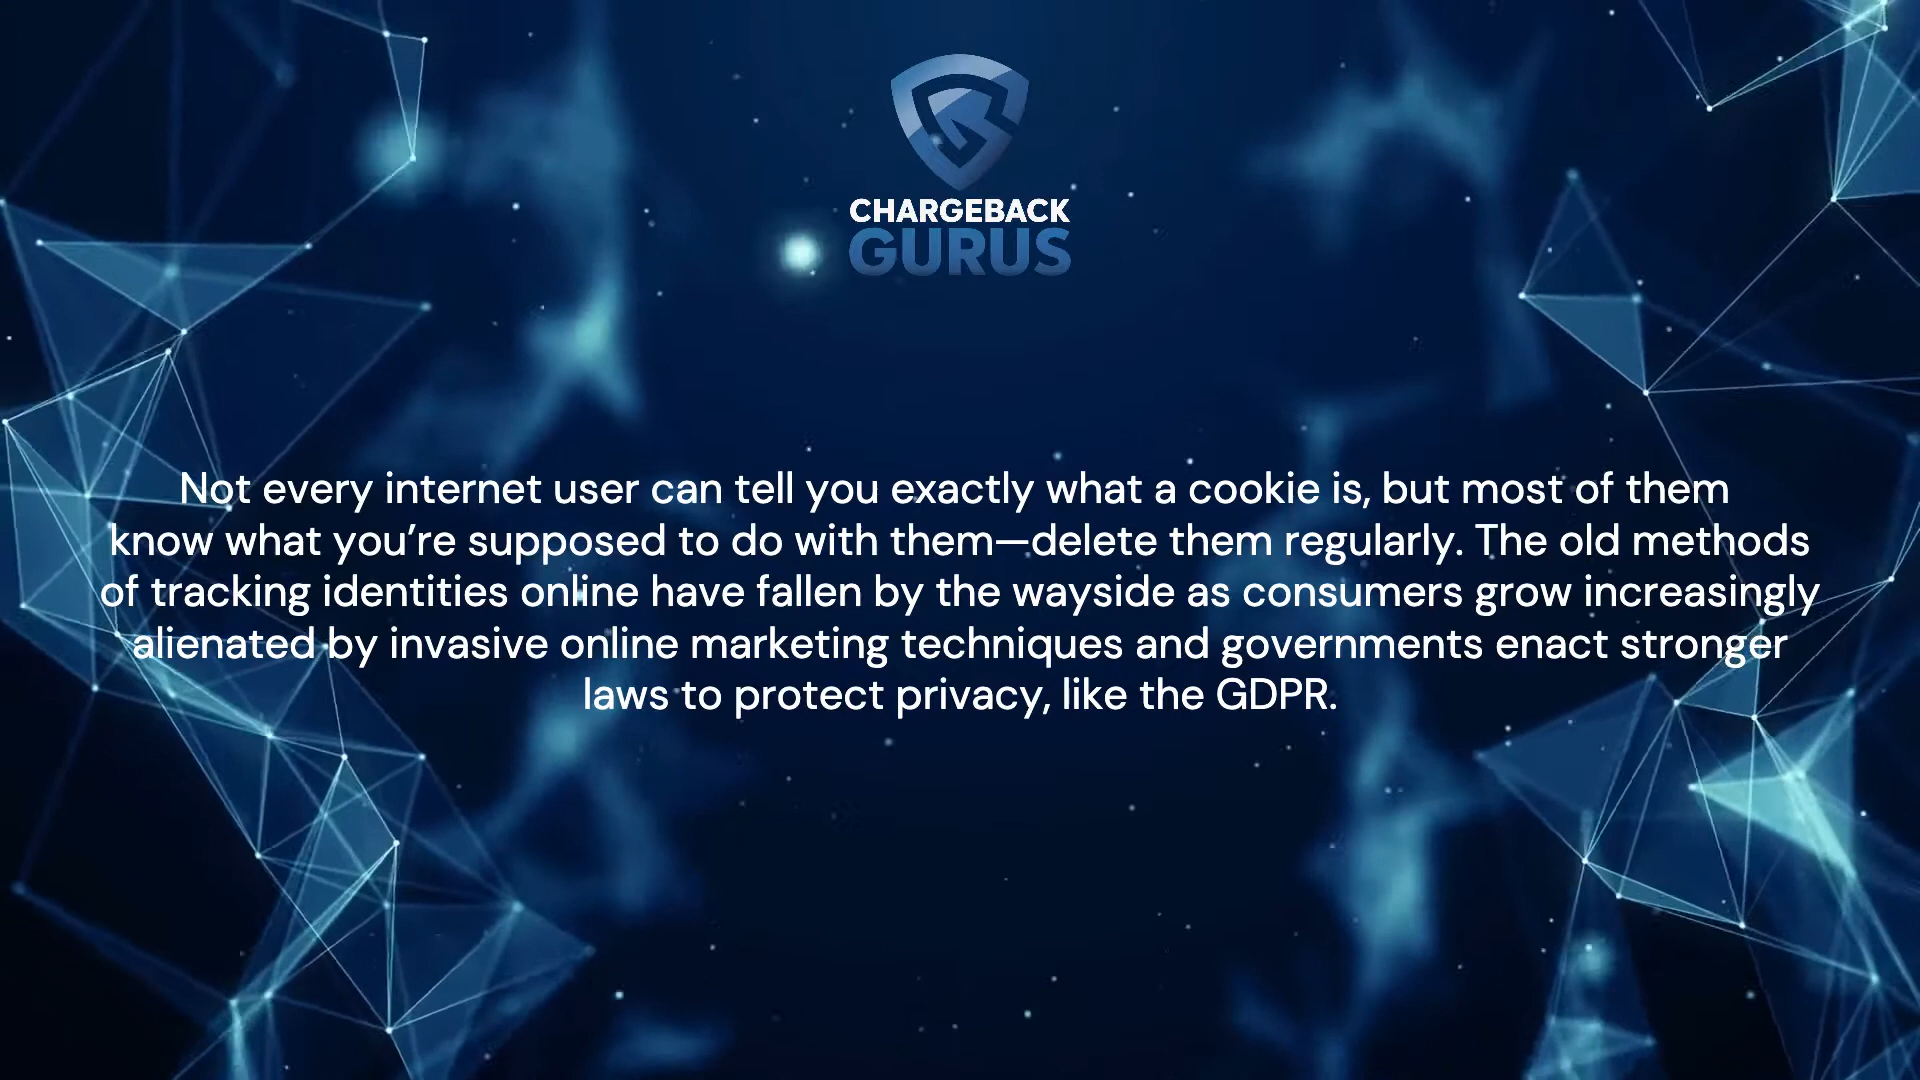 CHARGEBACK
GURUS
Not every internet user can tell you exactly what a cookie is, but most of them
know what you’re supposed to do with them—delete them regularly. The old methods
of tracking identities online have fallen by the wayside as consumers grow increasingly
alienated by invasive online marketing techniques and governments enact stronger
laws to protect privacy, like the GDPR.